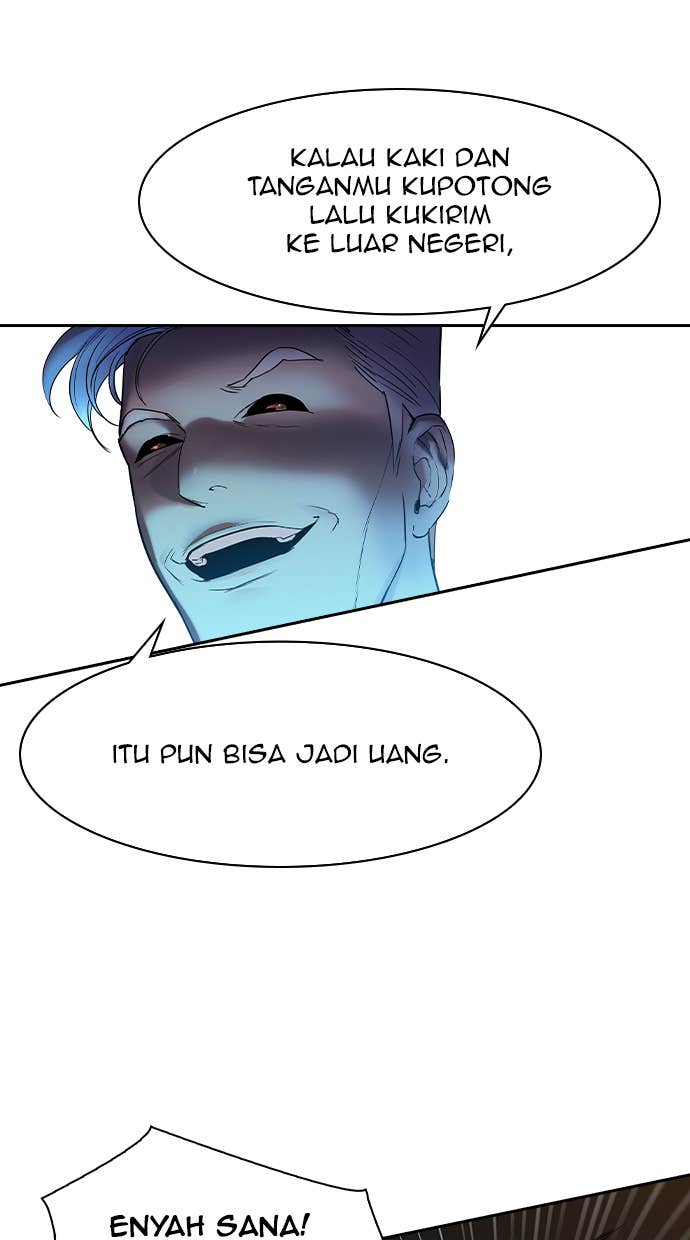 KALAU KAKI DAN
TANGANMU KUPOTONG
LALU KUKIRIM
KE LUAR NEGERI,
ITU PUN BISA JADI UANG.
ENYAH SANA!